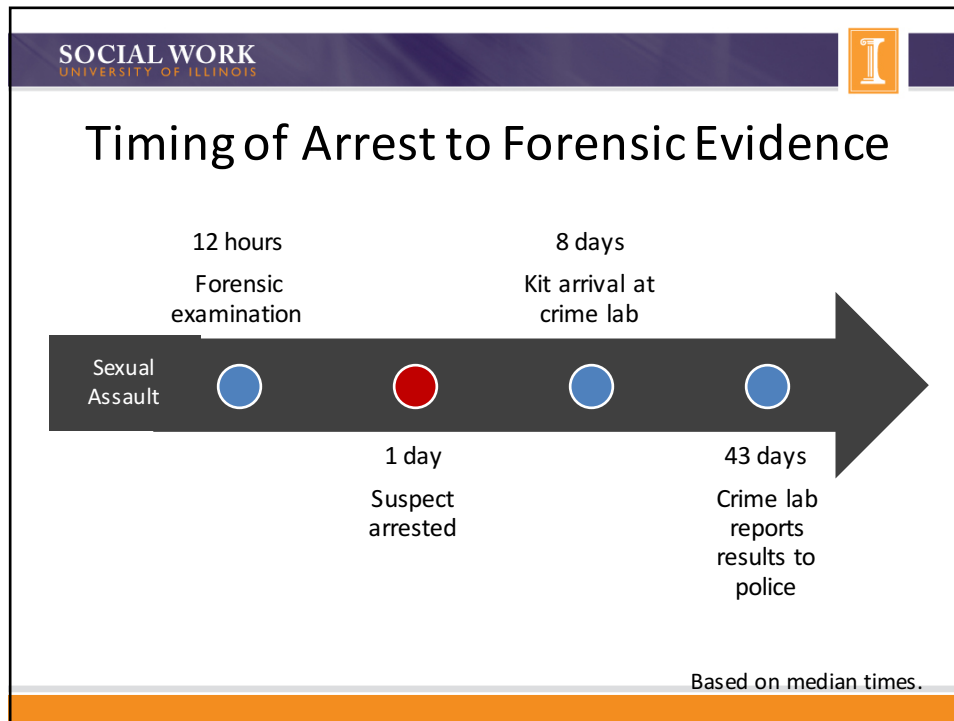 SOCIAL WORK
UNIVERSITY OF ILLINOIS
I
Timing of Arrest to Forensic Evidence
12 hours
Forensic
examination
8 days
Kit arrival at
crime lab
Sexual
Assault
1 day
Suspect
arrested
43 days
Crime lab
reports
results to
police
Based on median times.